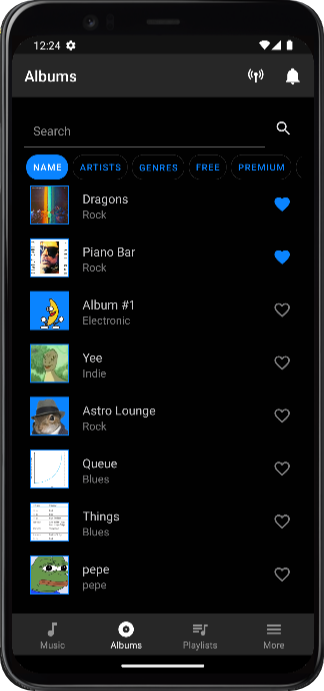 12:24
Albums
Search
NAME ARTISTS GENRES FREE PREMIUM
Dragons
Rock
Piano Bar
Rock
Album #1
Electronic
Yee
Indie
Astro Lounge
Rock
Queue
Blues
Things
Blues
pepe
pepe
Music Albums Playlists More